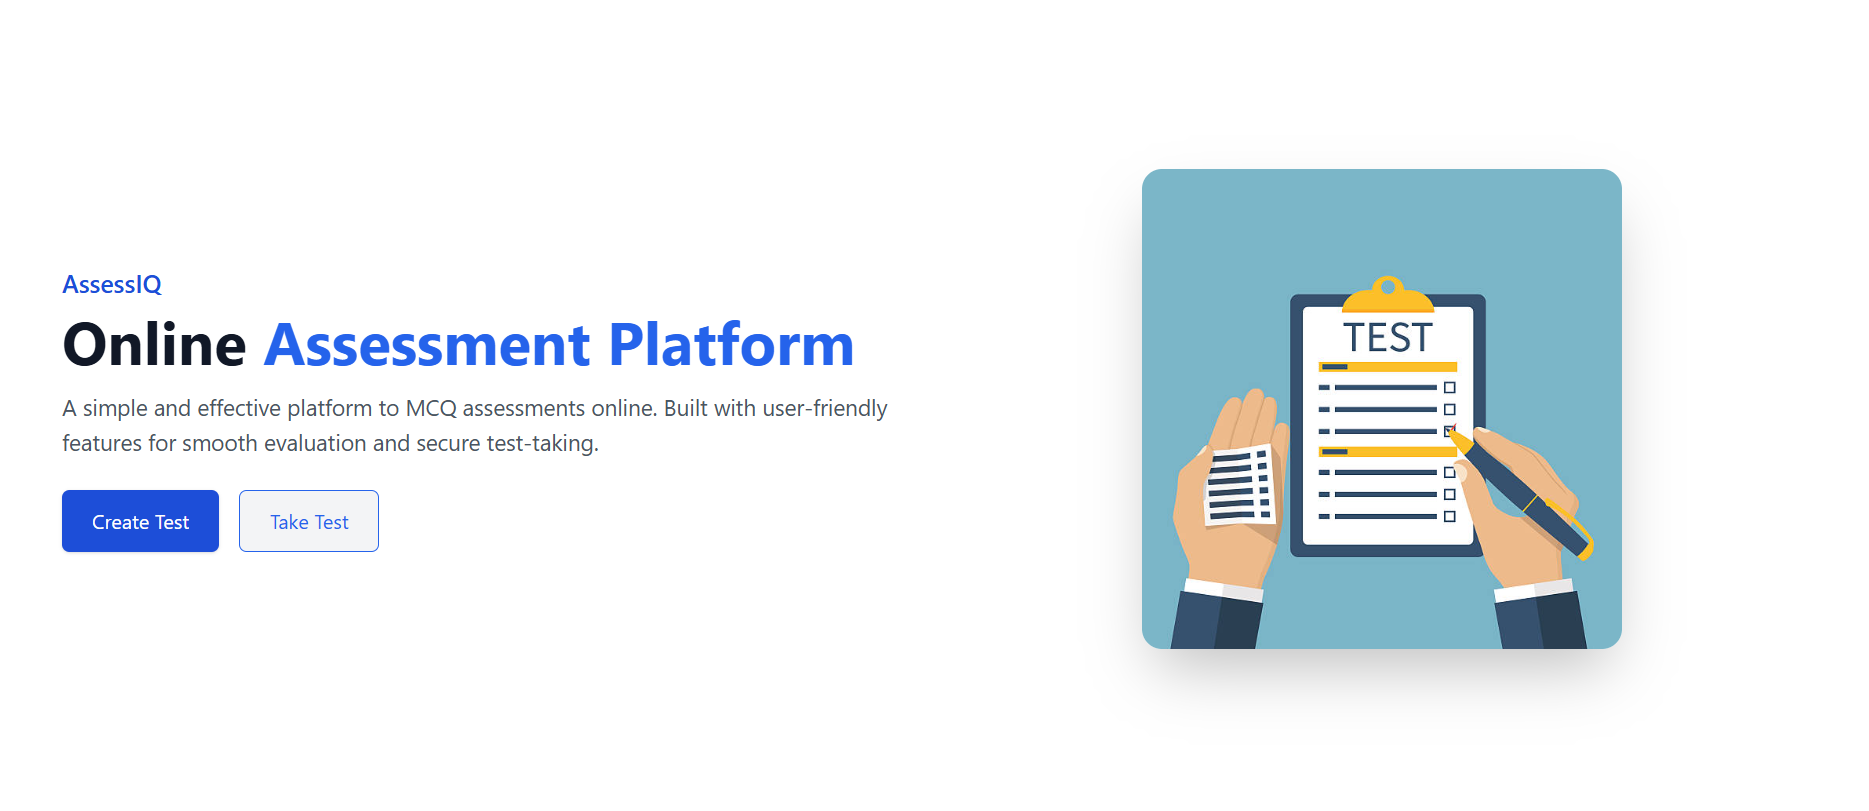 AssessIQ
Online Assessment Platform
A simple and effective platform to MCQ assessments online. Built with user-friendly
features for smooth evaluation and secure test-taking.
Create Test
Take Test
TEST